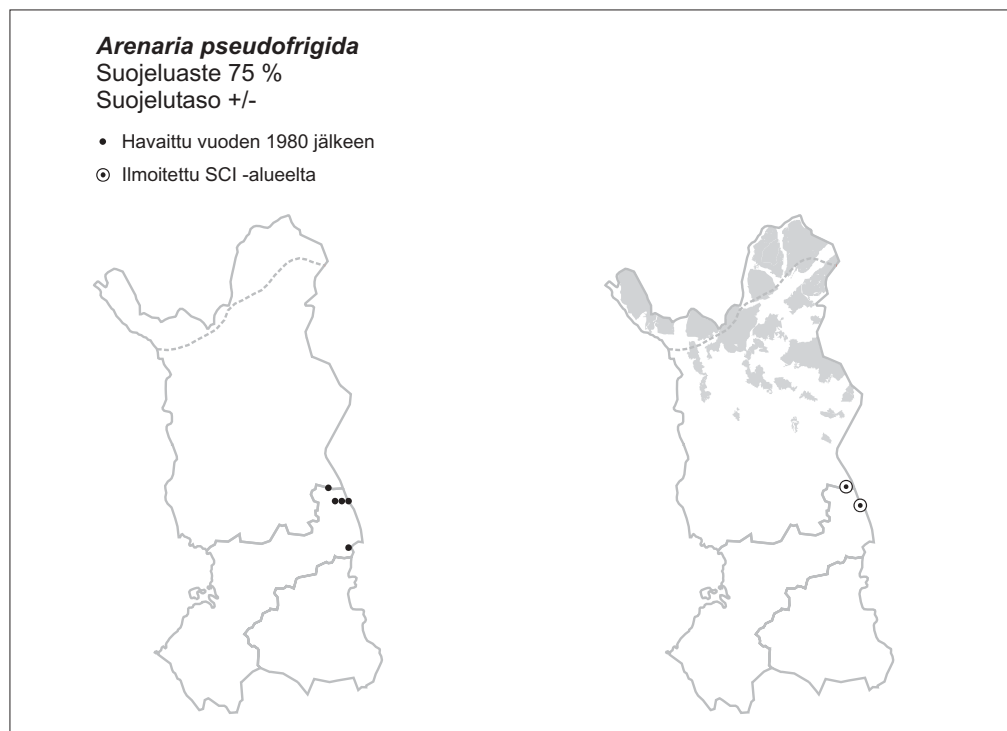 Arenaria pseudofrigida
Suojeluaste 75 %
Suojelutaso +/-
• Havaittu vuoden 1980 jälkeen
Ilmoitettu SCI -alueelta